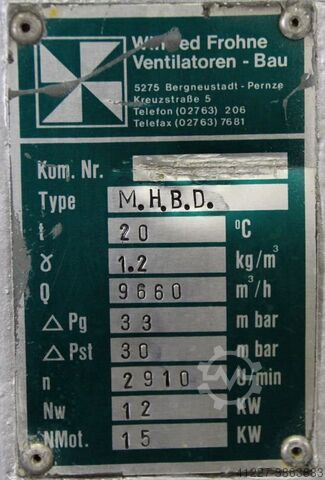 Winfried Frohne
Ventilatoren - Bau
5275 Bergneustadt - Pernze
Kreuzstraße 5
Telefon (02763) 206
Telefax (02763) 7681
Kom. Nr.
Type M.H.B.D.
t 20 °C
γ 1.2 kg/m³
Q 9660 m³/h
△ Pg 33 m bar
△ Pst 30 m bar
n 2910 U/min
Nw 12 KW
NMot. 15 KW